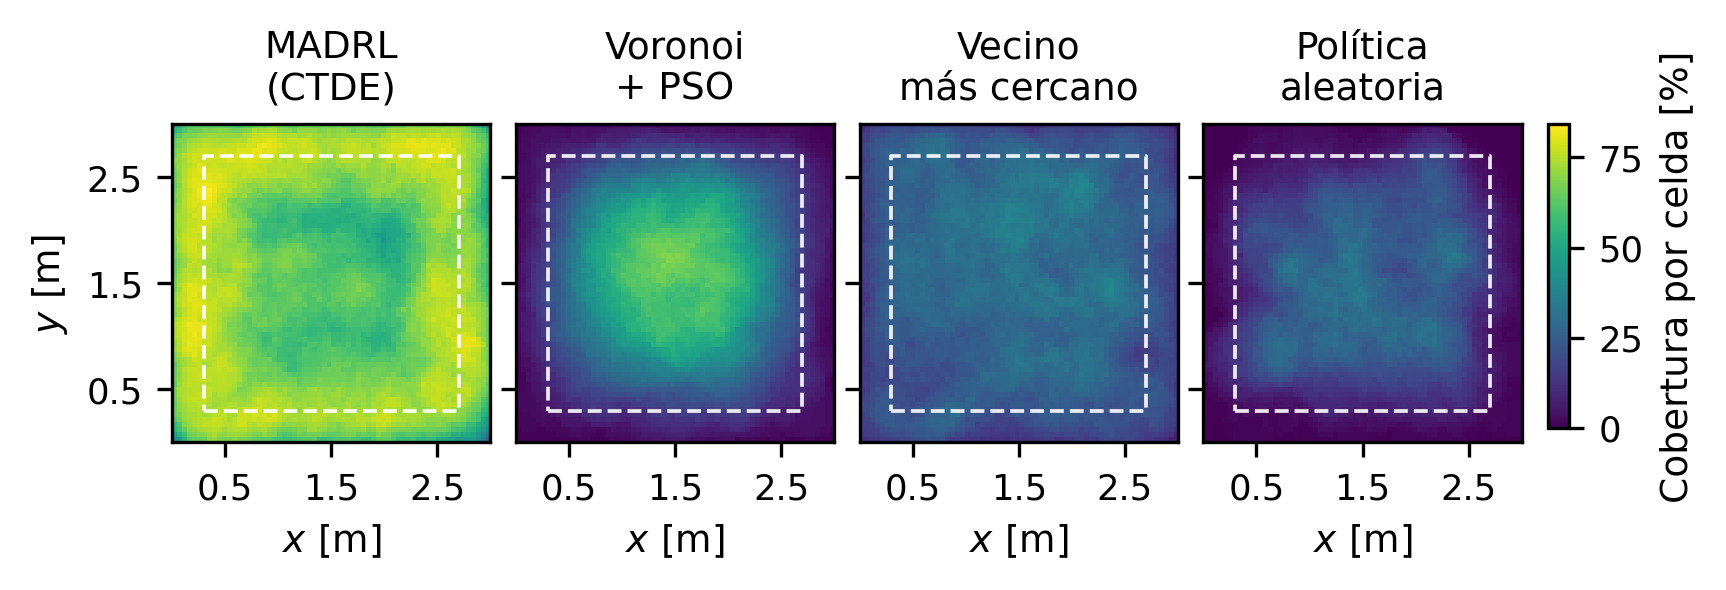 MADRL
(CTDE)
Voronoi
+ PSO
Vecino
más cercano
Política
aleatoria
y [m]
2.5
1.5
0.5
0.5 1.5 2.5
x [m]
0.5 1.5 2.5
x [m]
0.5 1.5 2.5
x [m]
0.5 1.5 2.5
x [m]
75
50
25
0
Cobertura por celda [%]